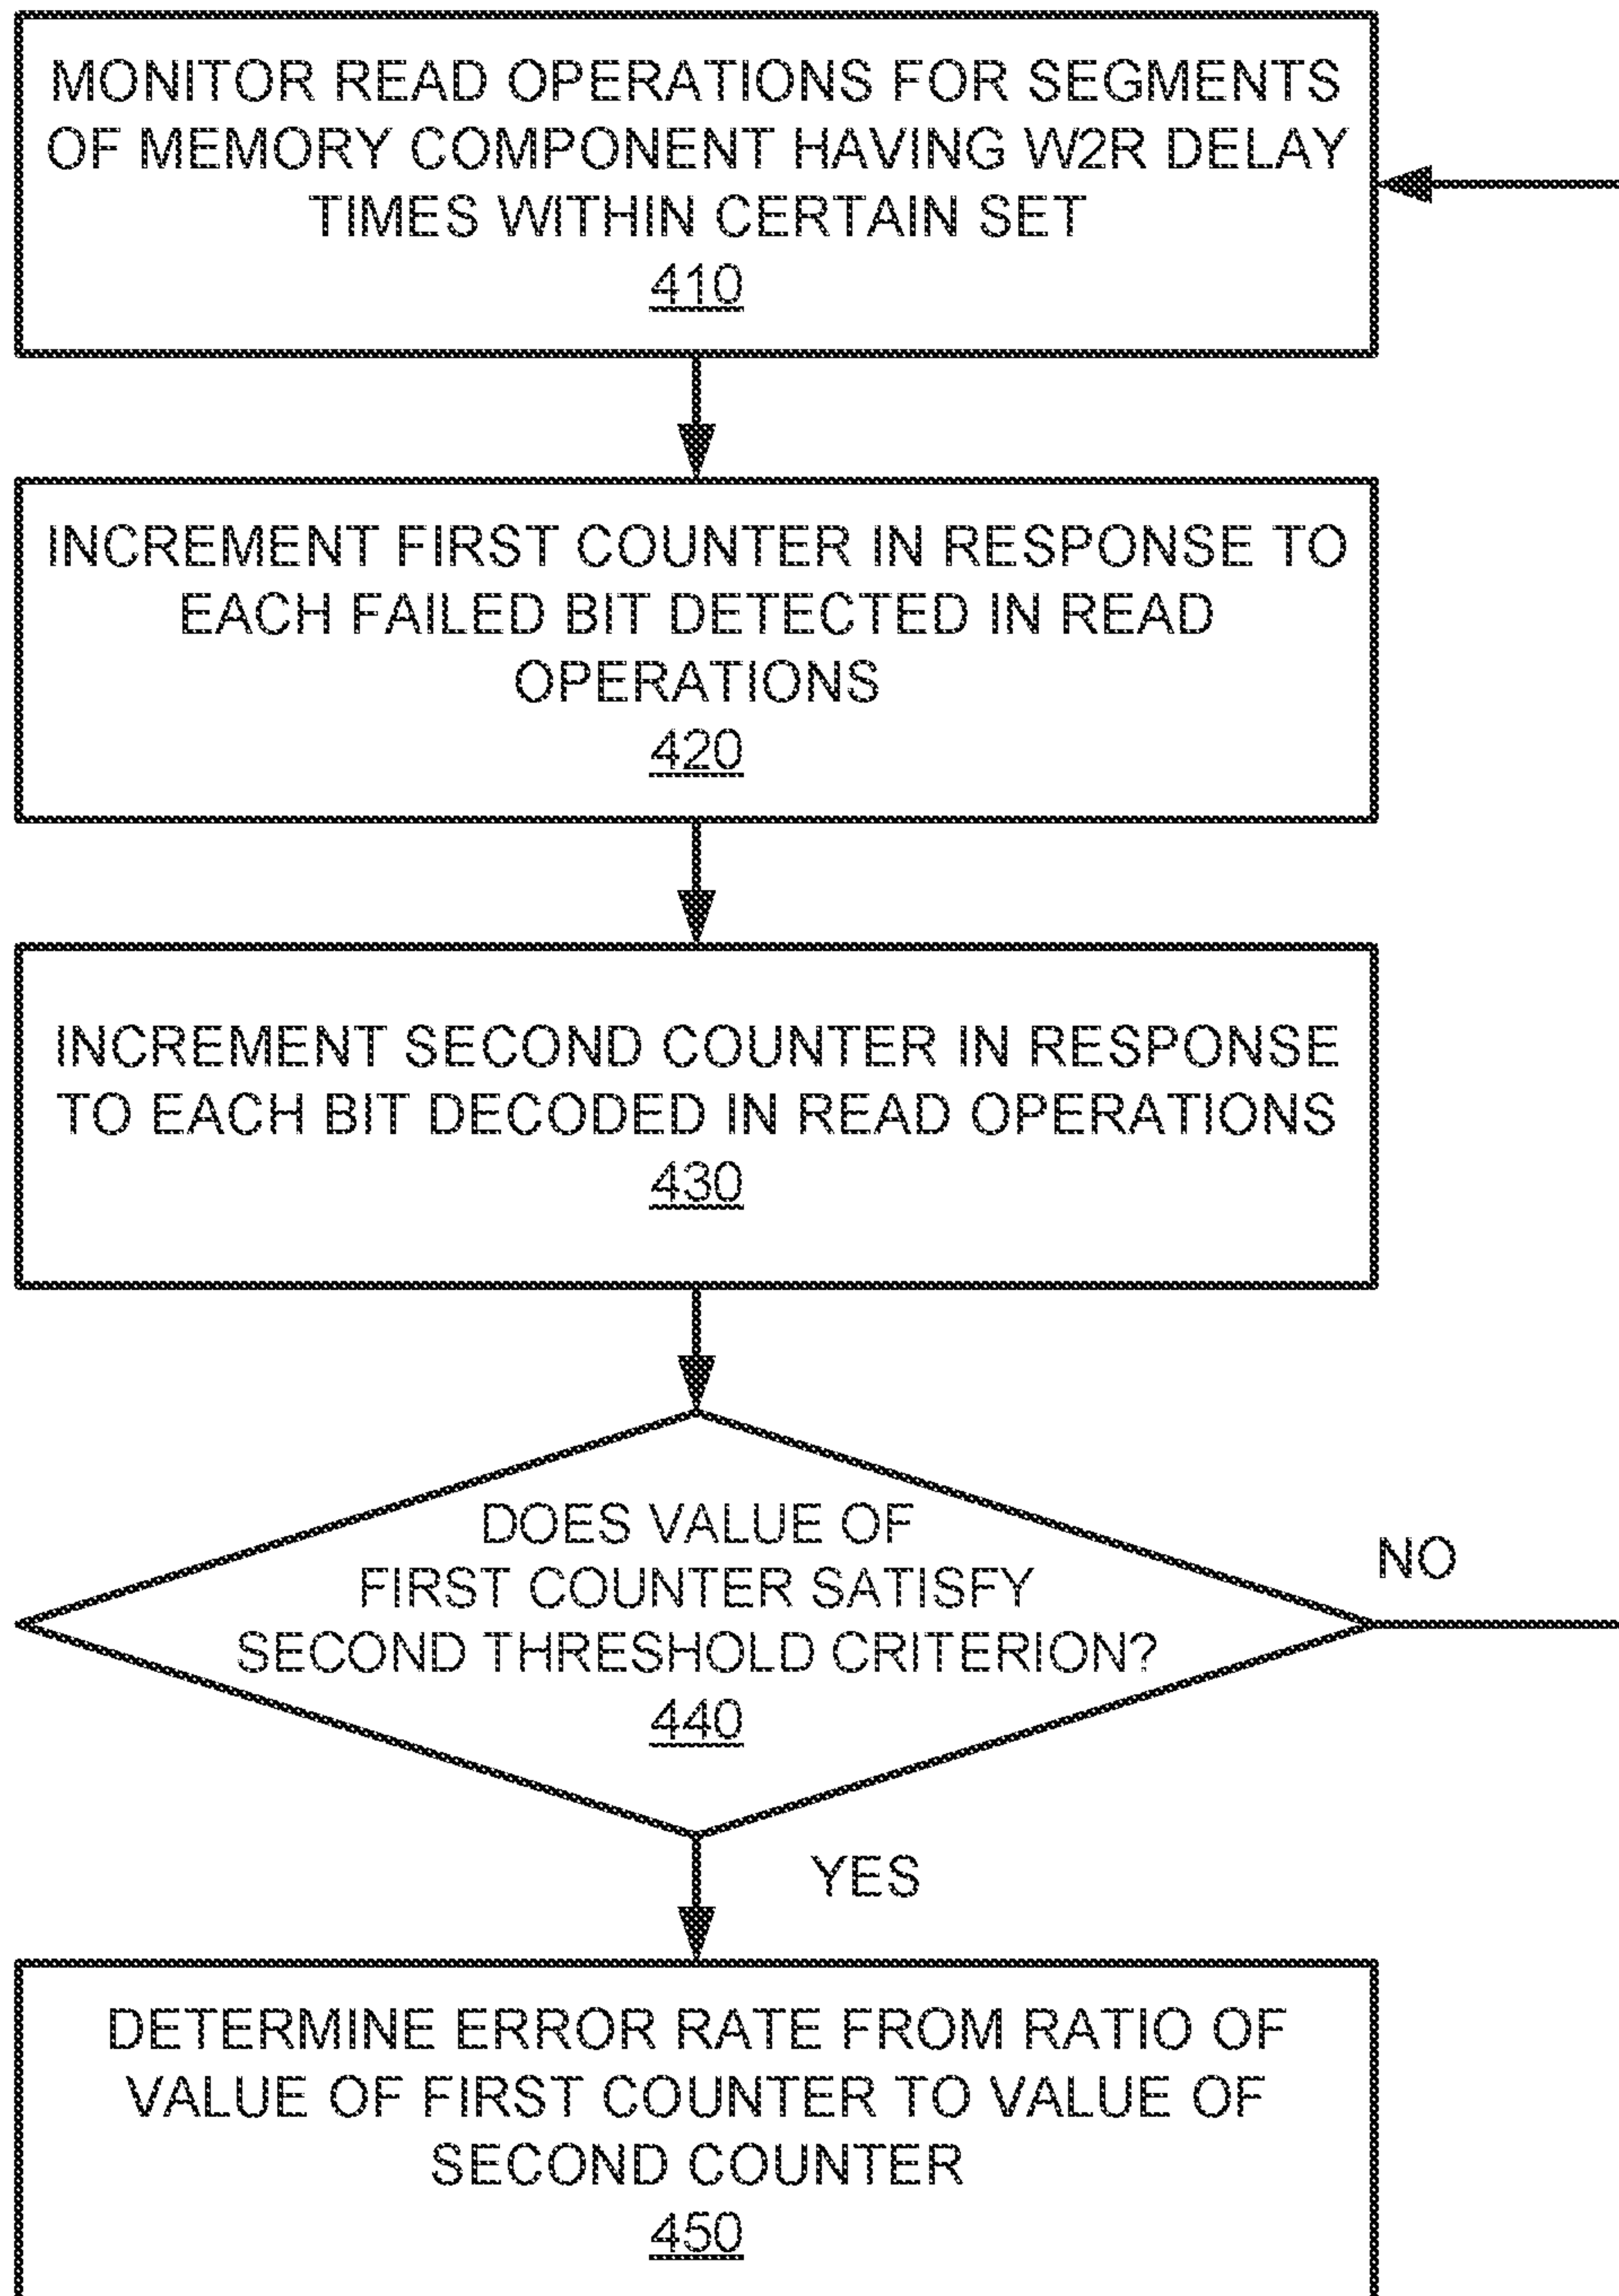 MONITOR READ OPERATIONS FOR SEGMENTS
OF MEMORY COMPONENT HAVING W2R DELAY
TIMES WITHIN CERTAIN SET
410
INCREMENT FIRST COUNTER IN RESPONSE TO
EACH FAILED BIT DETECTED IN READ
OPERATIONS
420
INCREMENT SECOND COUNTER IN RESPONSE
TO EACH BIT DECODED IN READ OPERATIONS
430
DOES VALUE OF
FIRST COUNTER SATISFY
SECOND THRESHOLD CRITERION?
440
NO
YES
DETERMINE ERROR RATE FROM RATIO OF
VALUE OF FIRST COUNTER TO VALUE OF
SECOND COUNTER
450